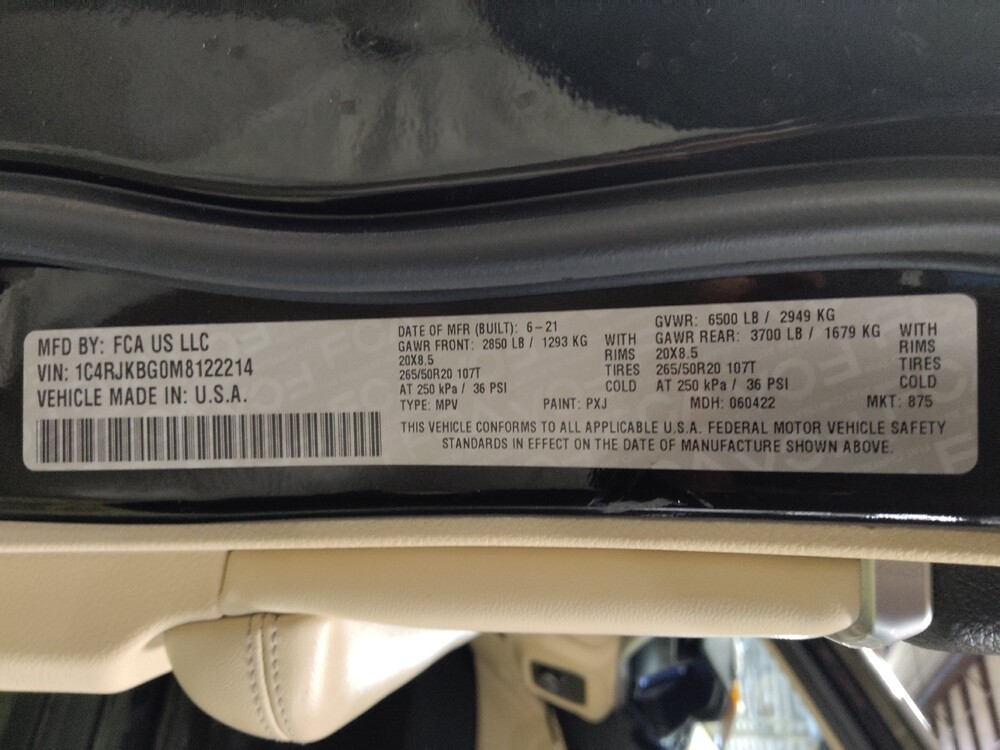 MFD BY: FCA US LLC
VIN: 1C4RJKBG0M8122214
VEHICLE MADE IN: U.S.A.
DATE OF MFR (BUILT): 6-21
GAWR FRONT: 2850 LB / 1293 KG WITH
20X8.5 RIMS
265/50R20 107T TIRES
AT 250 kPa / 36 PSI COLD
GVWR: 6500 LB / 2949 KG
GAWR REAR: 3700 LB / 1679 KG WITH
20X8.5 RIMS
265/50R20 107T TIRES
AT 250 kPa / 36 PSI COLD
TYPE: MPV PAINT: PXJ MDH: 060422 MKT: 875
THIS VEHICLE CONFORMS TO ALL APPLICABLE U.S.A. FEDERAL MOTOR VEHICLE SAFETY
STANDARDS IN EFFECT ON THE DATE OF MANUFACTURE SHOWN ABOVE.